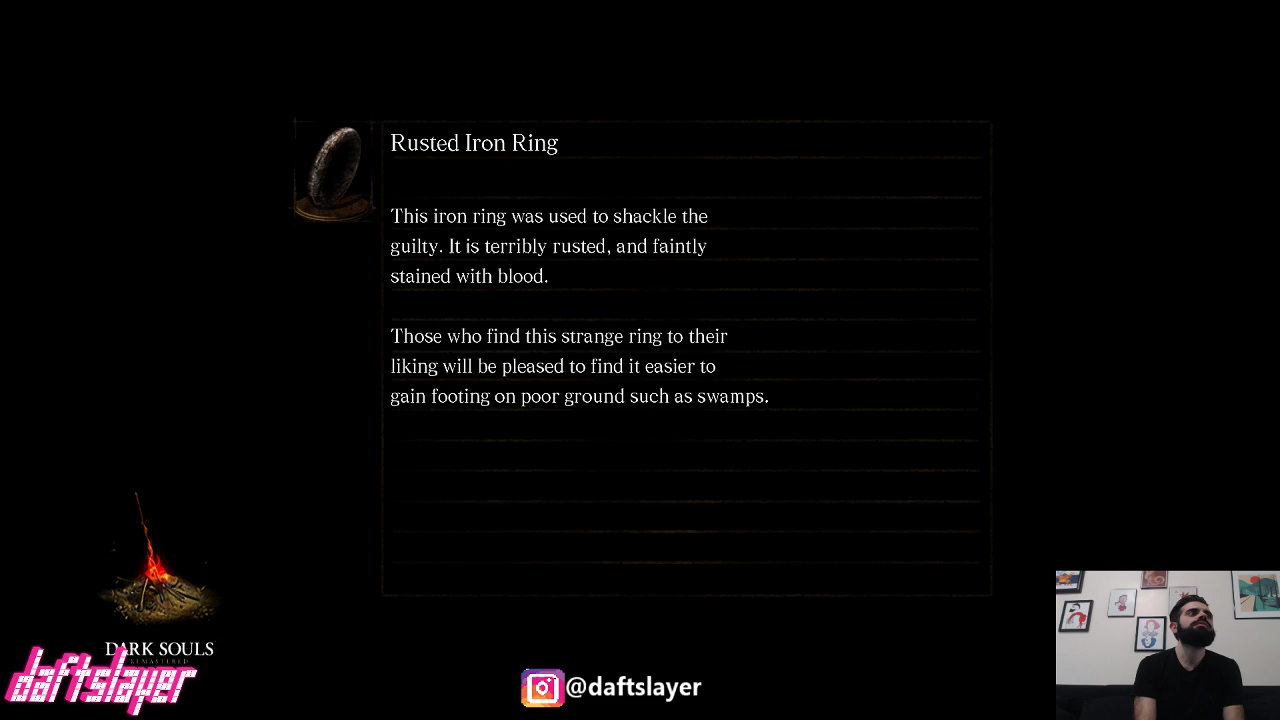 Rusted Iron Ring
This iron ring was used to shackle the
guilty. It is terribly rusted, and faintly
stained with blood.
Those who find this strange ring to their
liking will be pleased to find it easier to
gain footing on poor ground such as swamps.
DARK SOULS
REMASTERED
daftslayer
@daftslayer